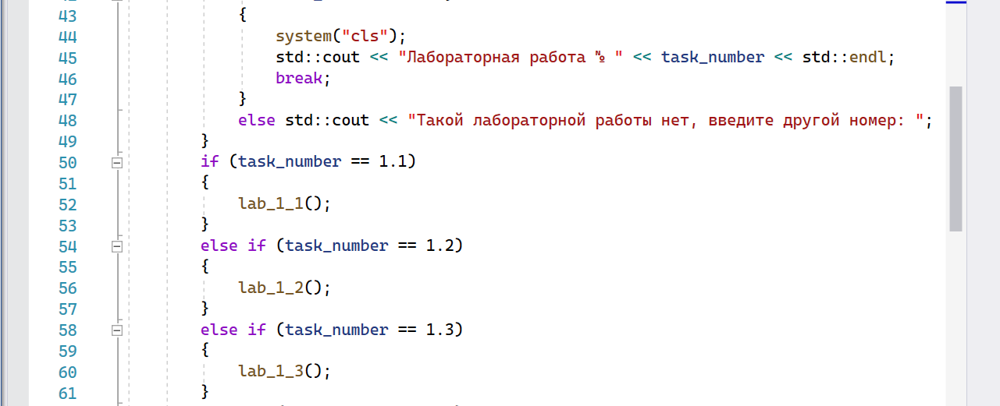 43 {
44 system("cls");
45 std::cout << "Лабораторная работа № " << task_number << std::endl;
46 break;
47 }
48 else std::cout << "Такой лабораторной работы нет, введите другой номер: ";
49 }
50 if (task_number == 1.1)
51 {
52 lab_1_1();
53 }
54 else if (task_number == 1.2)
55 {
56 lab_1_2();
57 }
58 else if (task_number == 1.3)
59 {
60 lab_1_3();
61 }